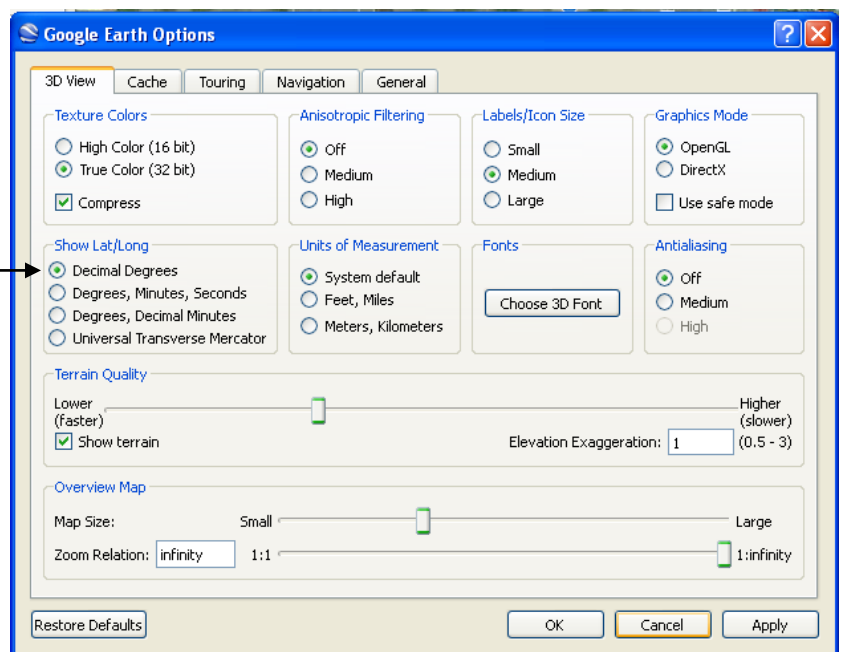 Google Earth Options
3D View Cache Touring Navigation General
Texture Colors
High Color (16 bit)
True Color (32 bit)
Compress
Anisotropic Filtering
Off
Medium
High
Labels/Icon Size
Small
Medium
Large
Graphics Mode
OpenGL
DirectX
Use safe mode
Show Lat/Long
Decimal Degrees
Degrees, Minutes, Seconds
Degrees, Decimal Minutes
Universal Transverse Mercator
Units of Measurement
System default
Feet, Miles
Meters, Kilometers
Fonts
Choose 3D Font
Antialiasing
Off
Medium
High
Terrain Quality
Lower Higher
(faster) (slower)
Show terrain Elevation Exaggeration: 1 (0.5 - 3)
Overview Map
Map Size: Small Large
Zoom Relation: infinity 1:1 1:infinity
Restore Defaults OK Cancel Apply